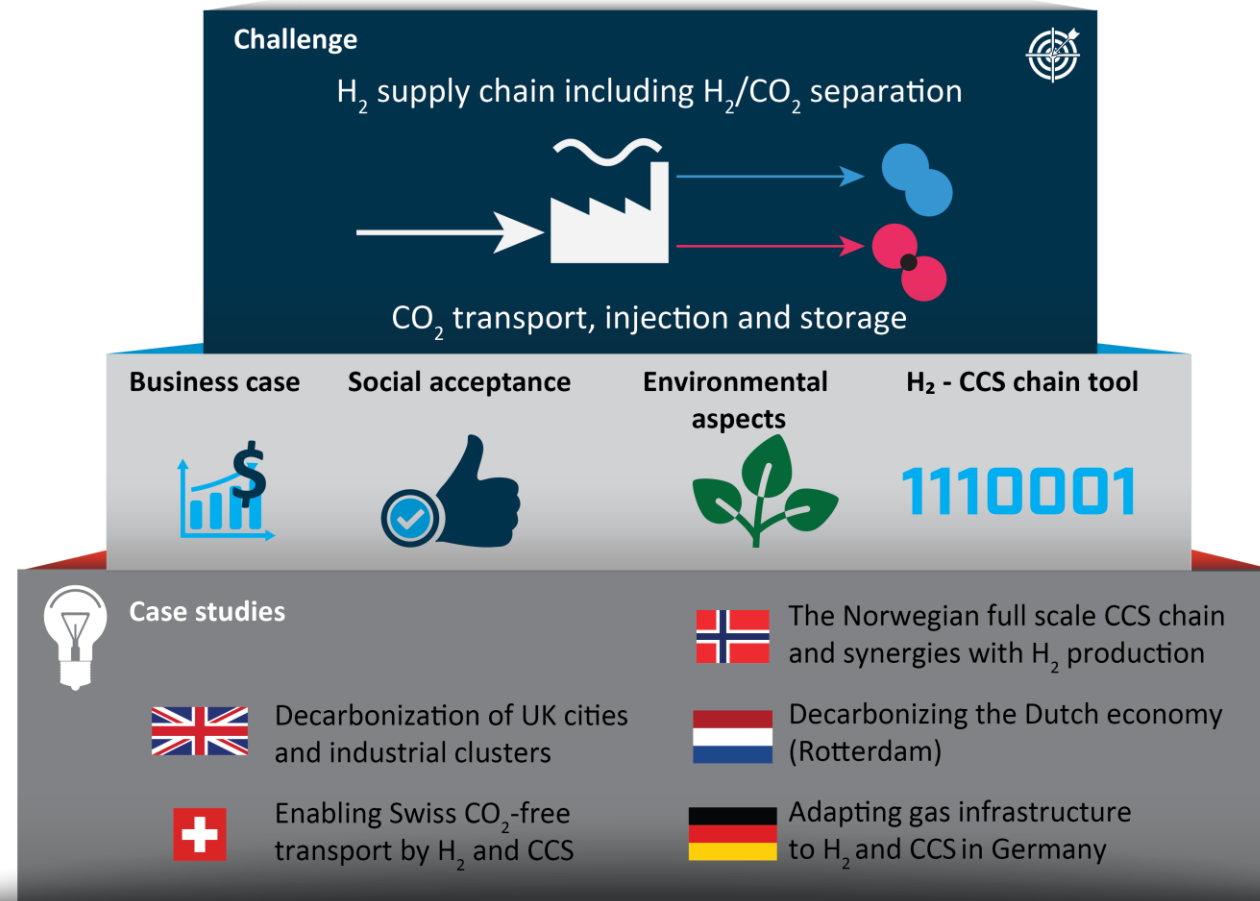 Challenge
H₂ supply chain including H₂/CO₂ separation
CO₂ transport, injection and storage
Business case
Social acceptance
Environmental
aspects
H₂ - CCS chain tool
$
1110001
Case studies
The Norwegian full scale CCS chain
and synergies with H₂ production
Decarbonization of UK cities
and industrial clusters
Decarbonizing the Dutch economy
(Rotterdam)
Enabling Swiss CO₂-free
transport by H₂ and CCS
Adapting gas infrastructure
to H₂ and CCS in Germany